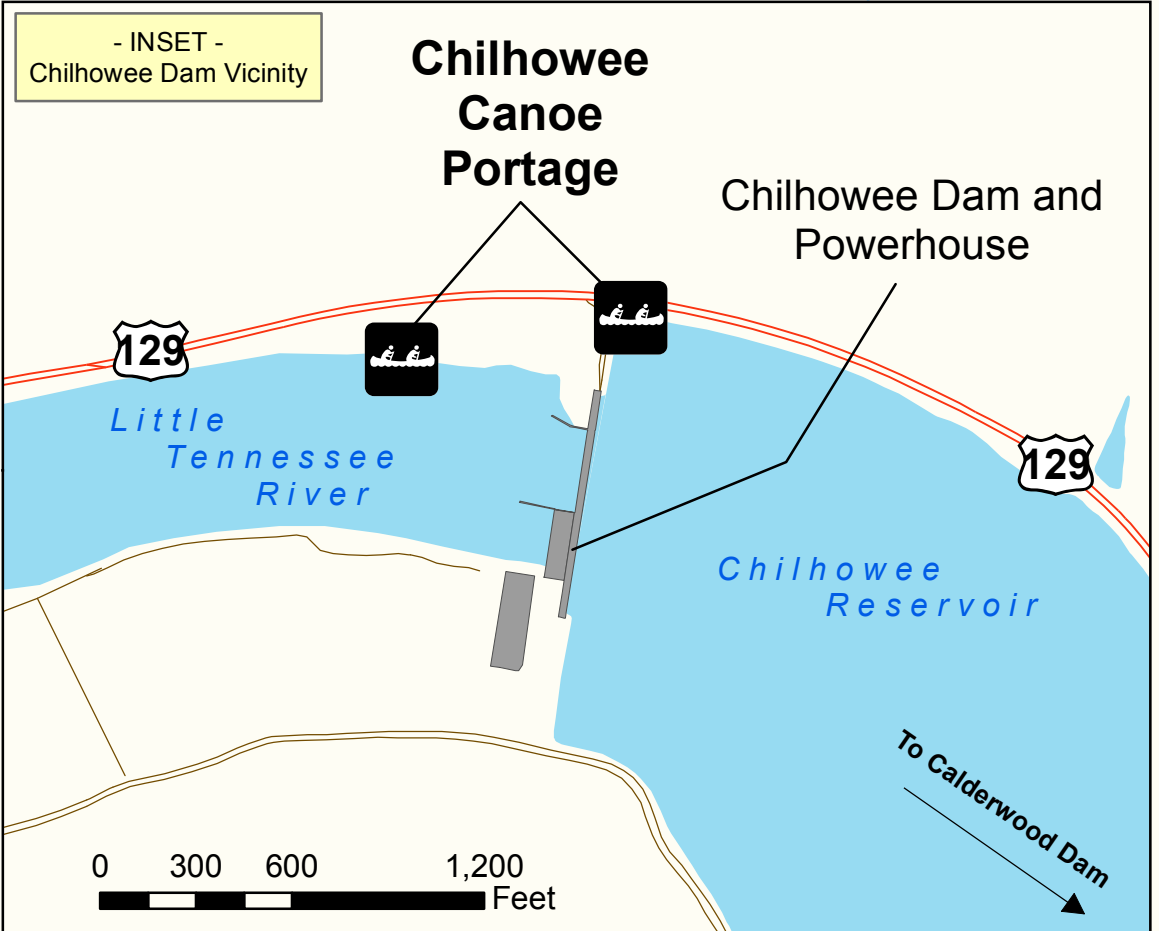 - INSET -
Chilhowee Dam Vicinity
Chilhowee
Canoe
Portage
Chilhowee Dam and
Powerhouse
129
129
Little
Tennessee
River
Chilhowee
Reservoir
To Calderwood Dam
0 300 600 1,200
Feet